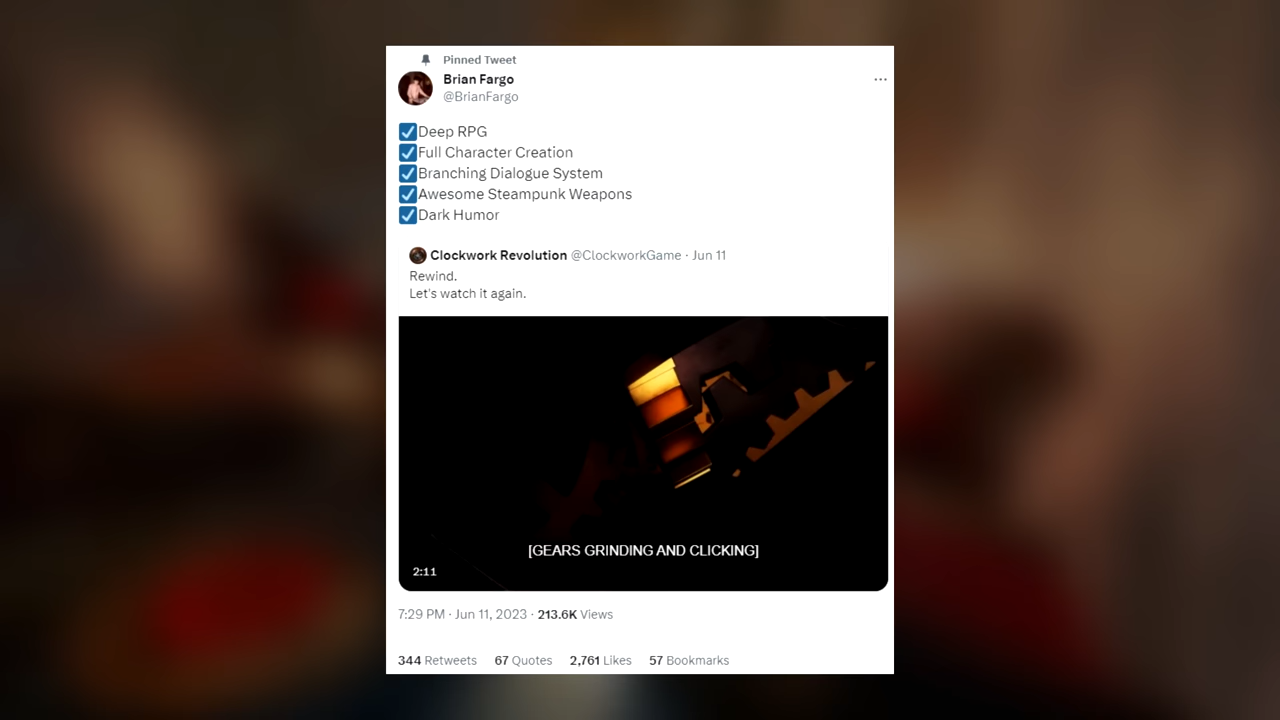 Pinned Tweet
Brian Fargo
@BrianFargo
☑Deep RPG
☑Full Character Creation
☑Branching Dialogue System
☑Awesome Steampunk Weapons
☑Dark Humor
Clockwork Revolution @ClockworkGame · Jun 11
Rewind.
Let's watch it again.
[GEARS GRINDING AND CLICKING]
2:11
7:29 PM · Jun 11, 2023 · 213.6K Views
344 Retweets 67 Quotes 2,761 Likes 57 Bookmarks